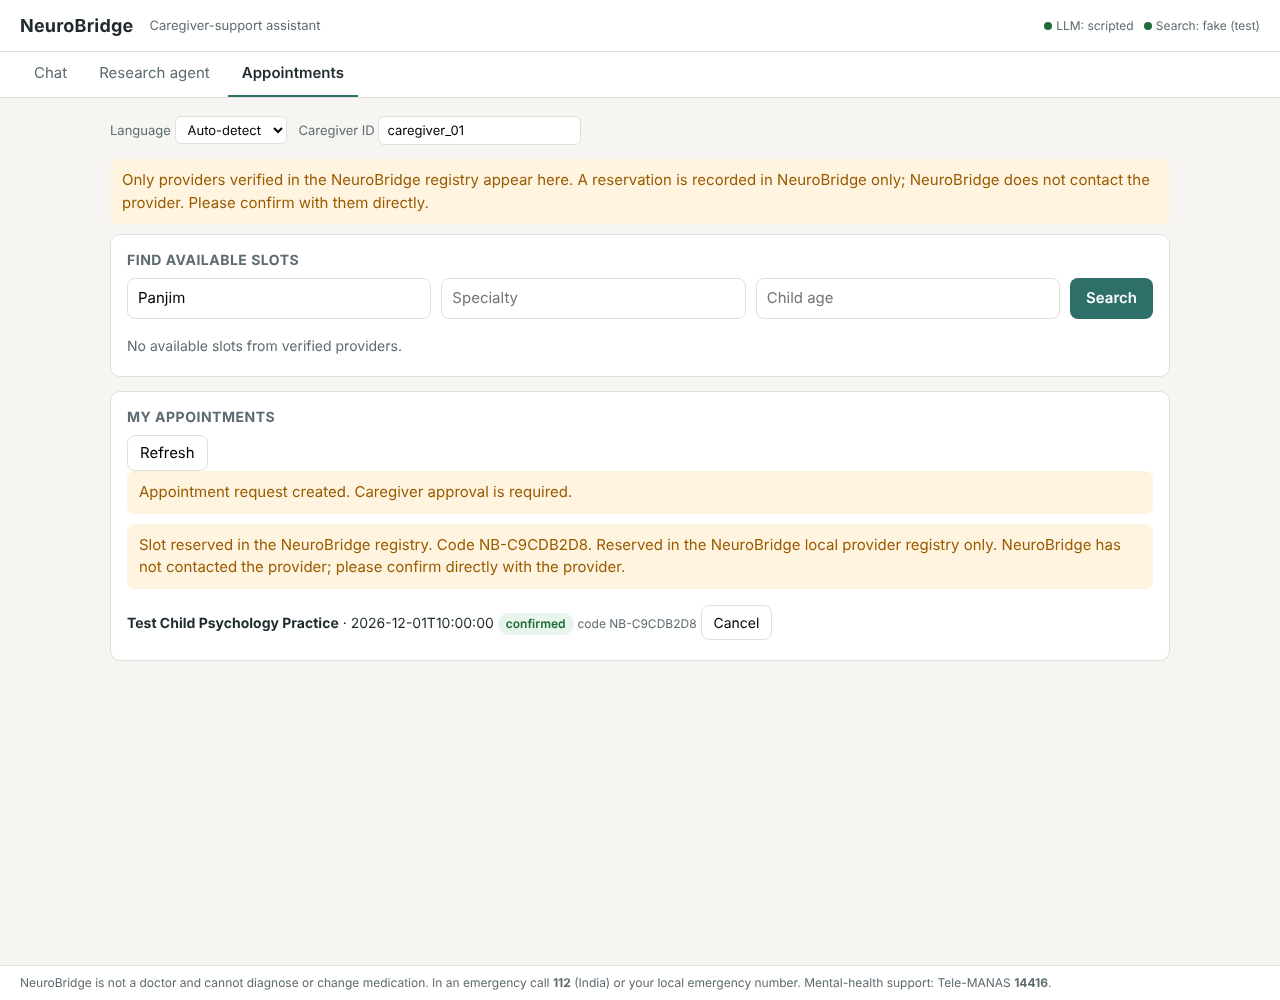 NeuroBridge Caregiver-support assistant LLM: scripted Search: fake (test)
Chat Research agent Appointments
Language Auto-detect Caregiver ID caregiver_01
Only providers verified in the NeuroBridge registry appear here. A reservation is recorded in NeuroBridge only; NeuroBridge does not contact the
provider. Please confirm with them directly.
FIND AVAILABLE SLOTS
Panjim Specialty Child age Search
No available slots from verified providers.
MY APPOINTMENTS
Refresh
Appointment request created. Caregiver approval is required.
Slot reserved in the NeuroBridge registry. Code NB-C9CDB2D8. Reserved in the NeuroBridge local provider registry only. NeuroBridge has
not contacted the provider; please confirm directly with the provider.
Test Child Psychology Practice · 2026-12-01T10:00:00 confirmed code NB-C9CDB2D8 Cancel
NeuroBridge is not a doctor and cannot diagnose or change medication. In an emergency call 112 (India) or your local emergency number. Mental-health support: Tele-MANAS 14416.